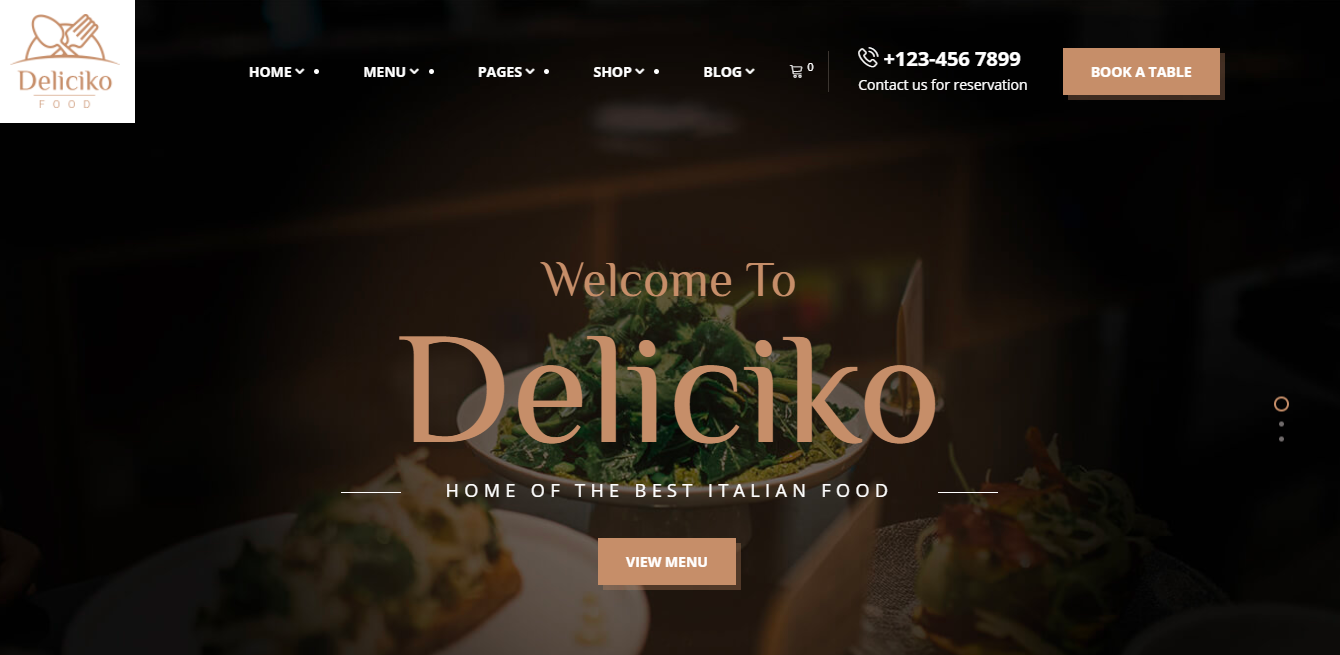 Deliciko
FOOD
HOME
MENU
PAGES
SHOP
BLOG
0
+123-456 7899
Contact us for reservation
BOOK A TABLE
Welcome To
Deliciko
HOME OF THE BEST ITALIAN FOOD
VIEW MENU